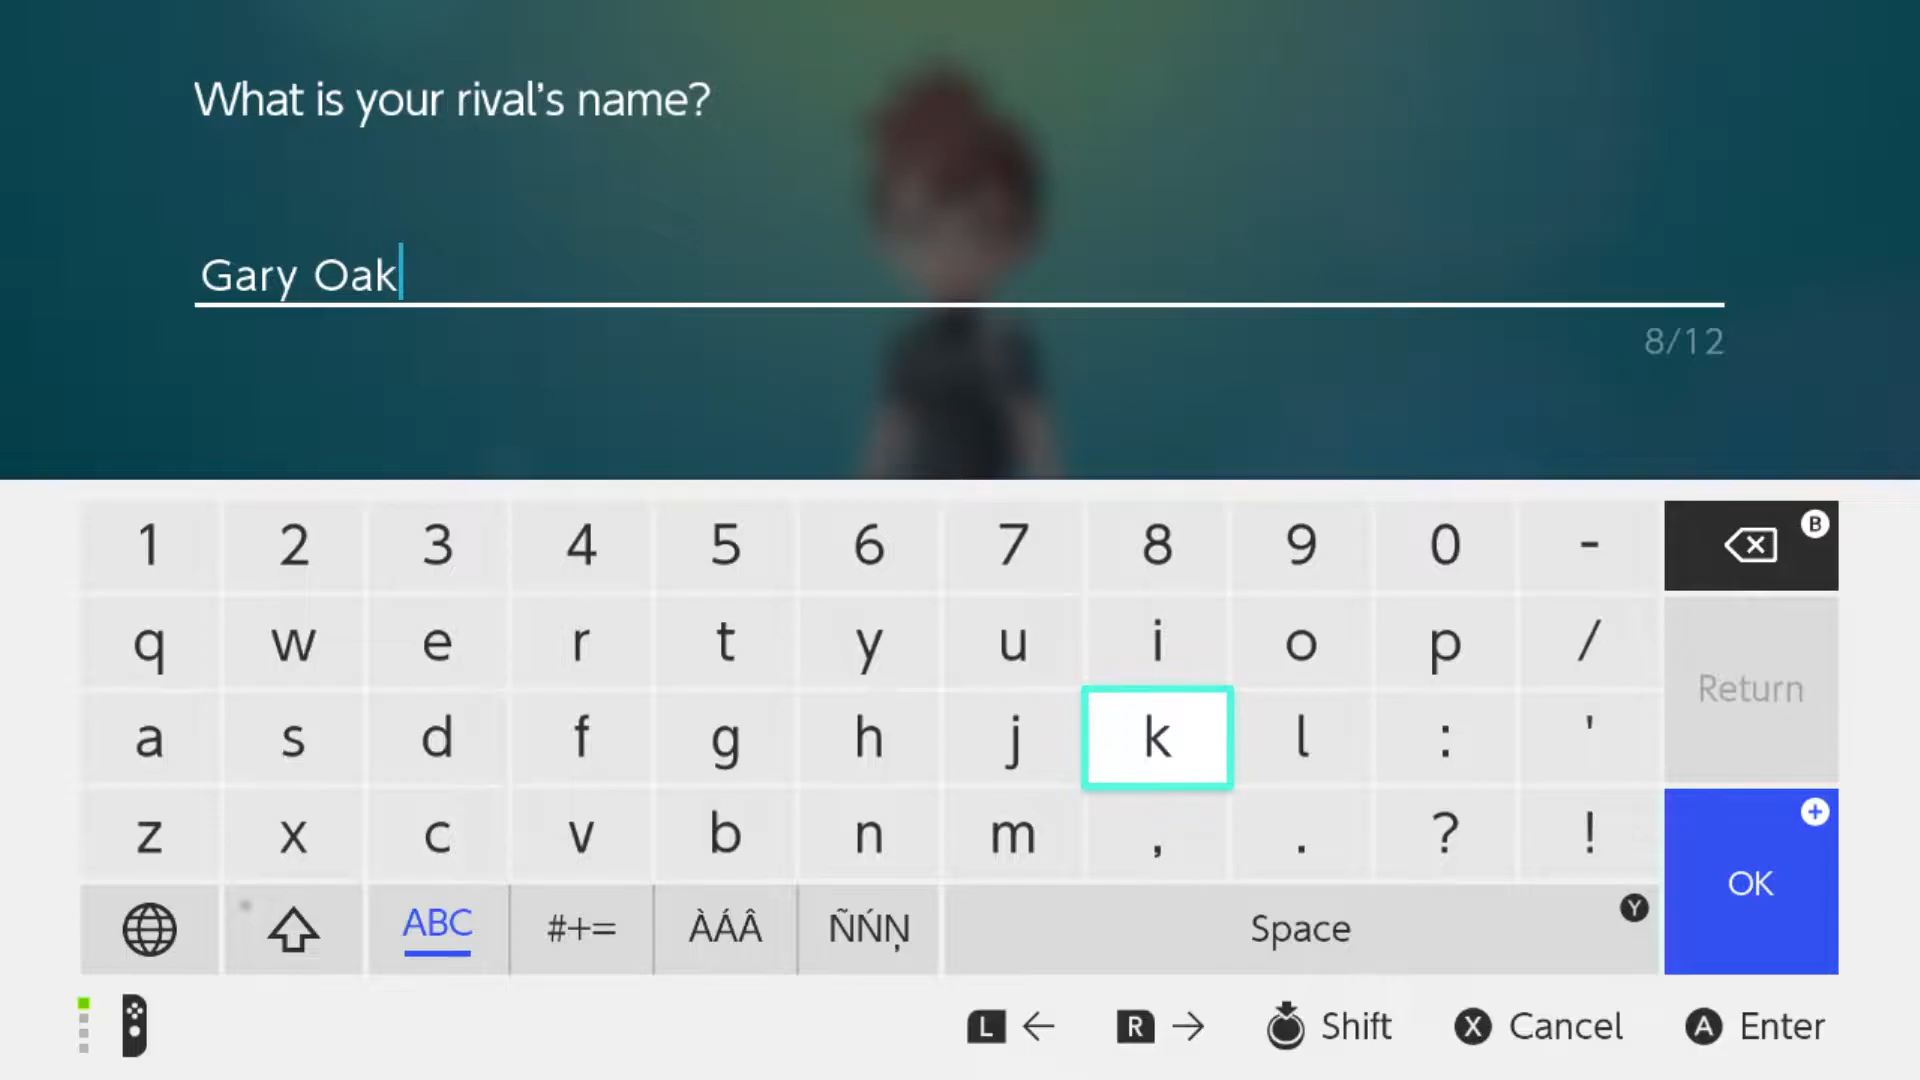 What is your rival's name?
Gary Oak
8/12
1 2 3 4 5 6 7 8 9 0 - B
q w e r t y u i o p /
Return
a s d f g h j k l : '
z x c v b n m , . ? ! +
OK
ABC #+= ÀÁÂ ÑŃŅ Space Y
L ← R → Shift X Cancel A Enter